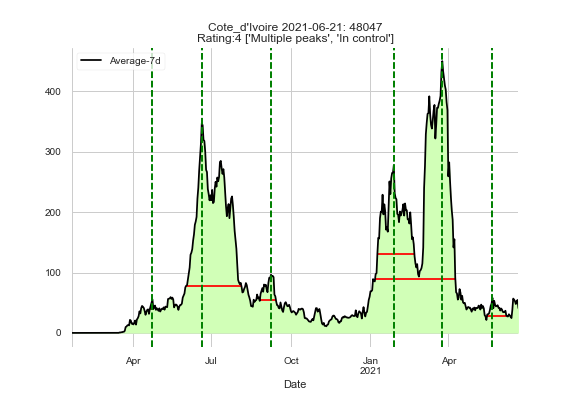 Cote_d'Ivoire 2021-06-21: 48047
Rating:4 ['Multiple peaks', 'In control']
Average-7d
400
300
200
100
0
Apr Jul Oct Jan Apr
2021
Date